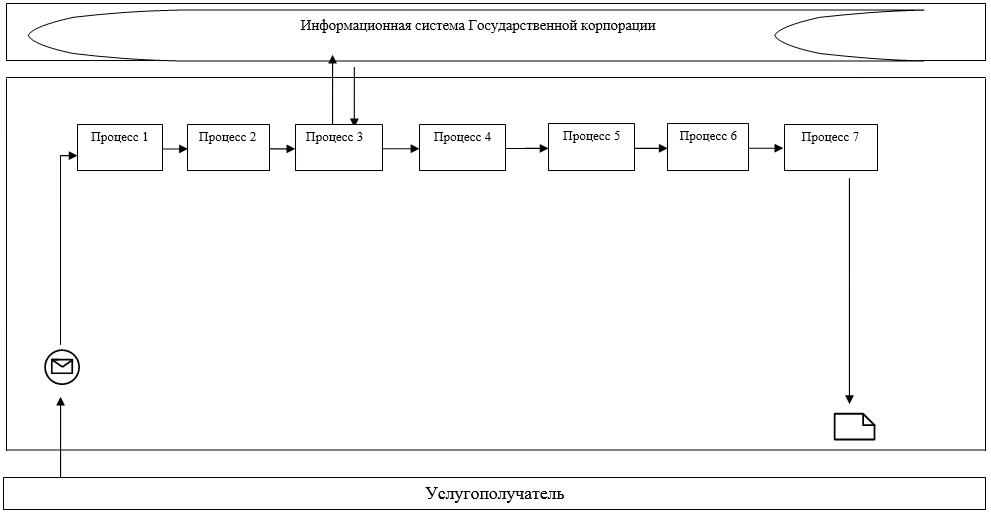 Информационная система Государственной корпорации
Процесс 1
Процесс 2
Процесс 3
Процесс 4
Процесс 5
Процесс 6
Процесс 7
Услугополучатель